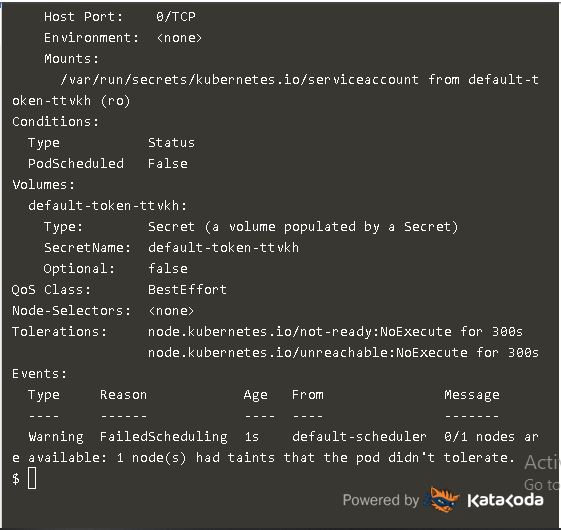 Host Port:    0/TCP
Environment:  <none>
Mounts:
/var/run/secrets/kubernetes.io/serviceaccount from default-t
oken-ttvkh (ro)
Conditions:
Type           Status
PodScheduled   False
Volumes:
default-token-ttvkh:
Type:        Secret (a volume populated by a Secret)
SecretName:  default-token-ttvkh
Optional:    false
QoS Class:       BestEffort
Node-Selectors:  <none>
Tolerations:     node.kubernetes.io/not-ready:NoExecute for 300s
node.kubernetes.io/unreachable:NoExecute for 300s
Events:
Type     Reason            Age   From               Message
----     ------            ----  ----               -------
Warning  FailedScheduling  1s    default-scheduler  0/1 nodes ar
e available: 1 node(s) had taints that the pod didn't tolerate.
$
Go to
Powered by Katakoda